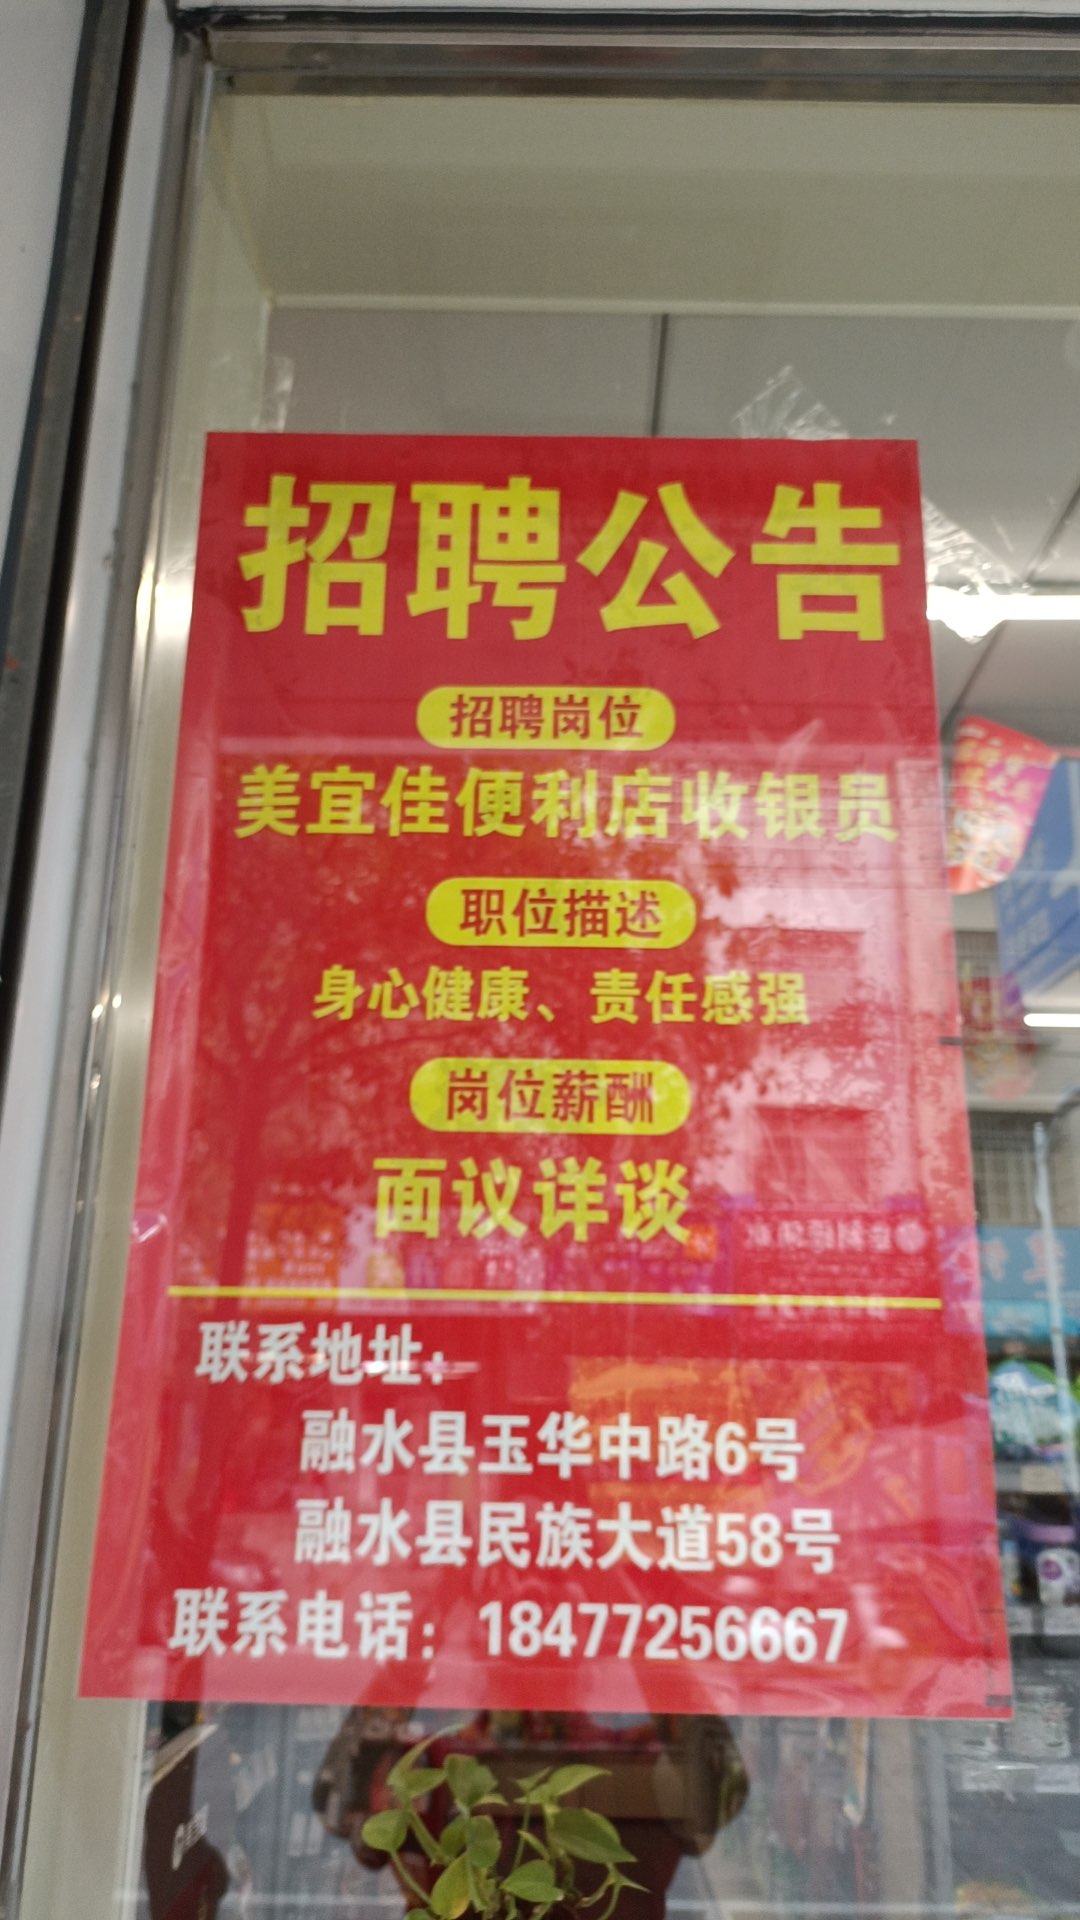 招聘公告
招聘岗位
美宜佳便利店收银员
职位描述
身心健康、责任感强
岗位薪酬
面议详谈
联系地址：
融水县玉华中路6号
融水县民族大道58号
联系电话：18477256667